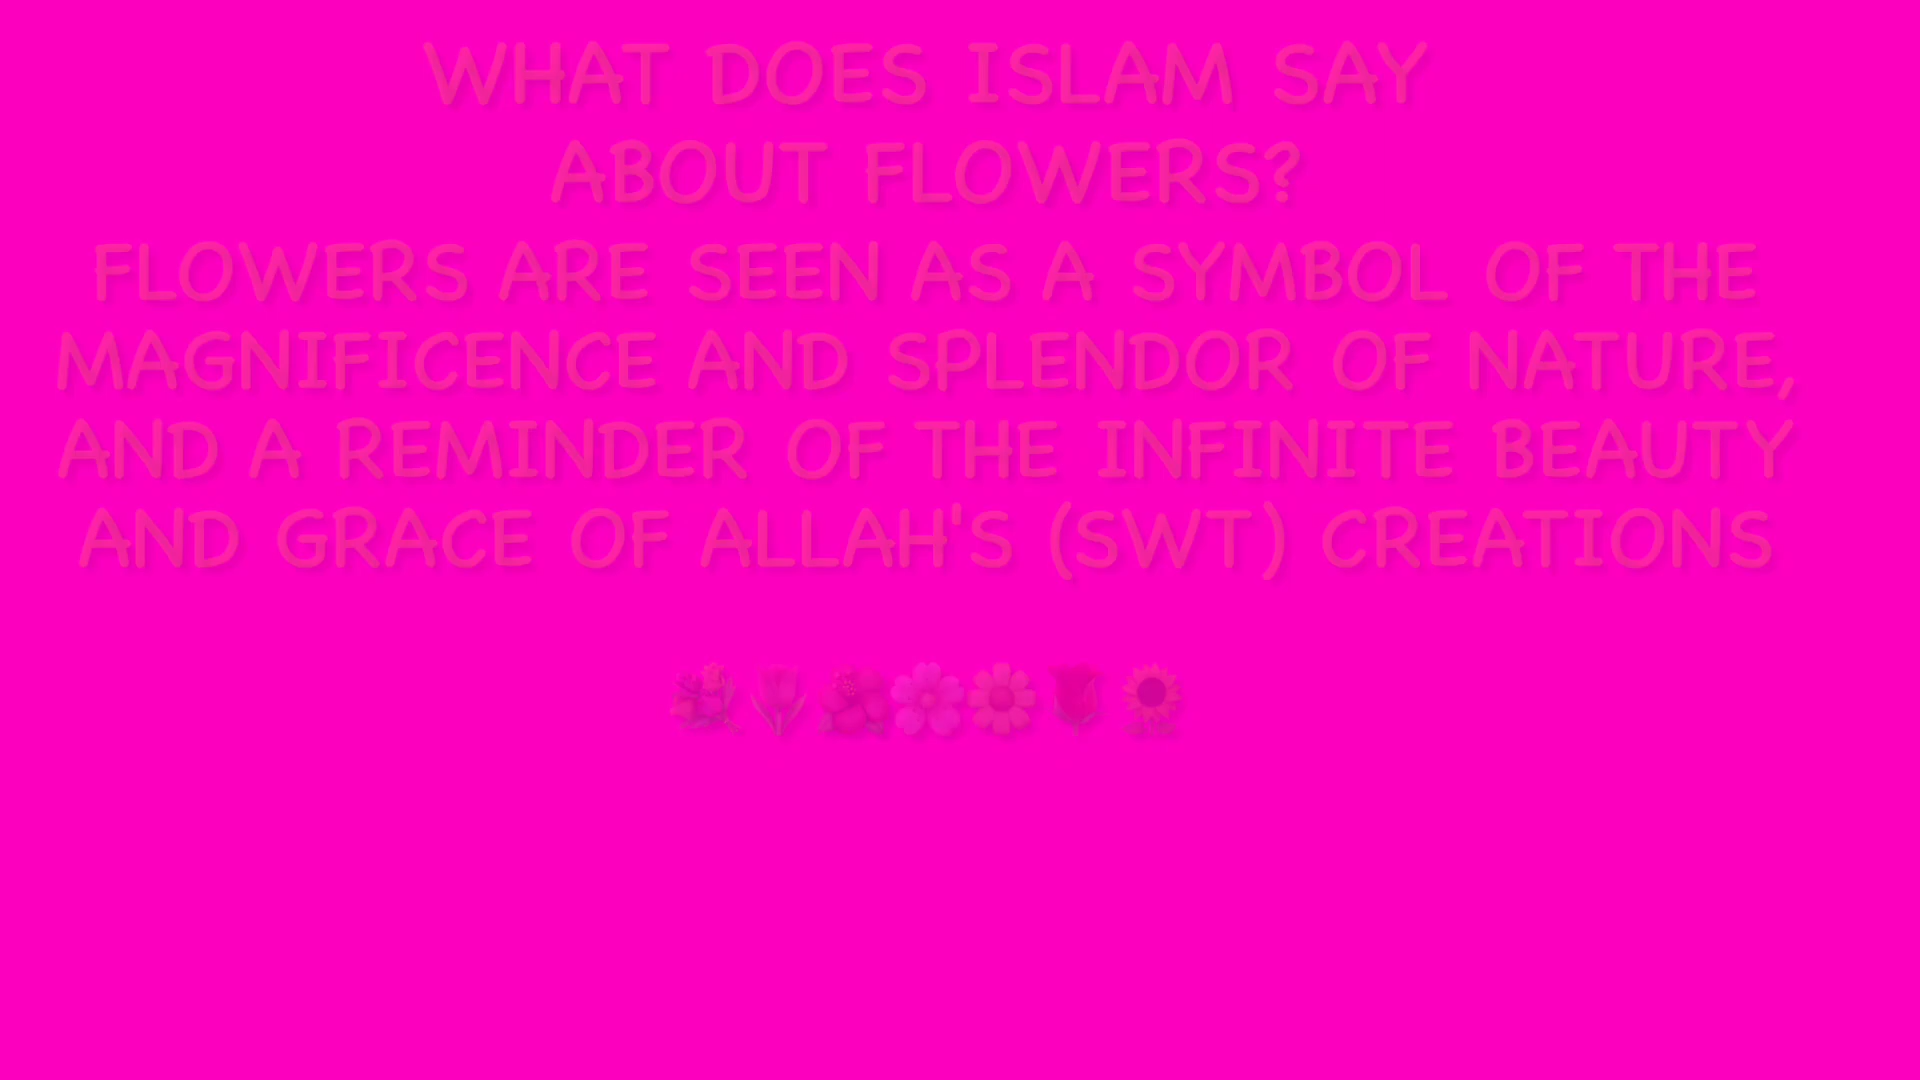 WHAT DOES ISLAM SAY
ABOUT FLOWERS?
FLOWERS ARE SEEN AS A SYMBOL OF THE
MAGNIFICENCE AND SPLENDOR OF NATURE,
AND A REMINDER OF THE INFINITE BEAUTY
AND GRACE OF ALLAH'S (SWT) CREATIONS
💐🌷🌺🌸🌼🌹🌻